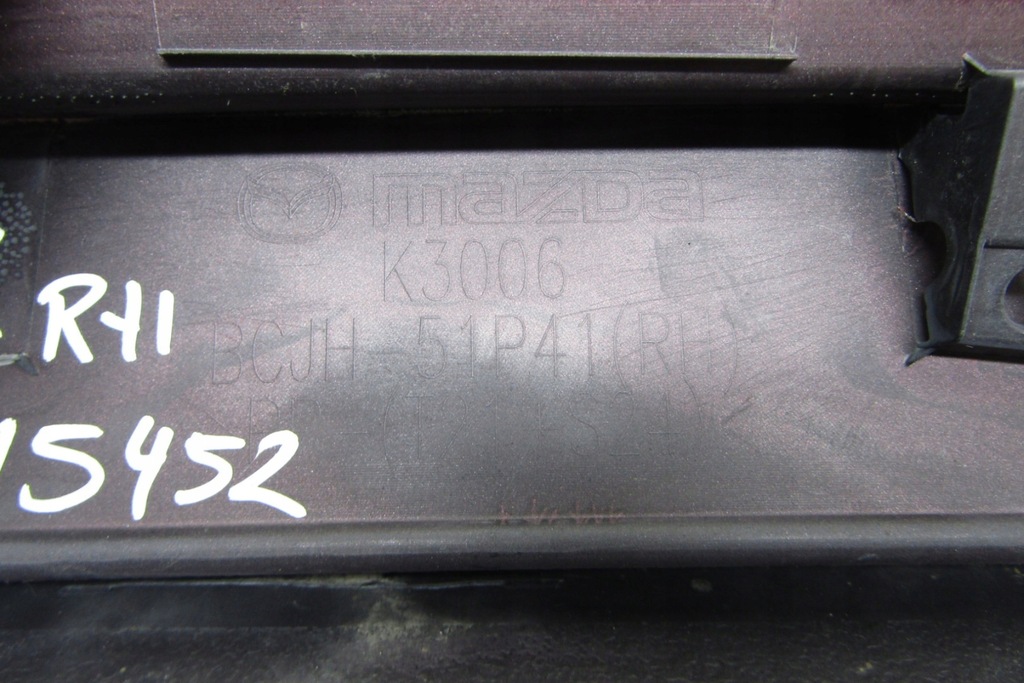 mazda
K3006
BCJH-51P41(RH)
RH
15452